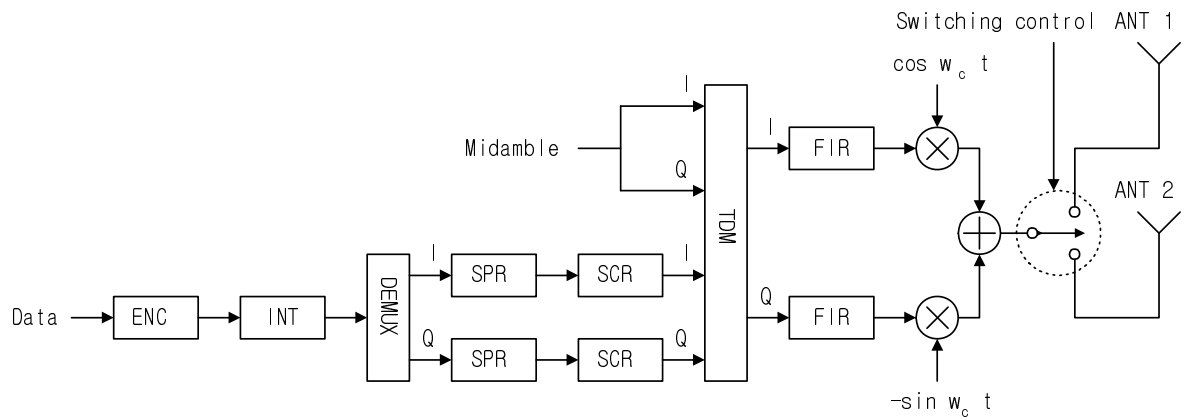 Switching control ANT 1
cos w_c t
I
I
Midamble
FIR
Q
ANT 2
TDM
I
I
SPR
SCR
DEMUX
Q
Data
ENC
INT
FIR
Q
Q
SPR
SCR
-sin w_c t